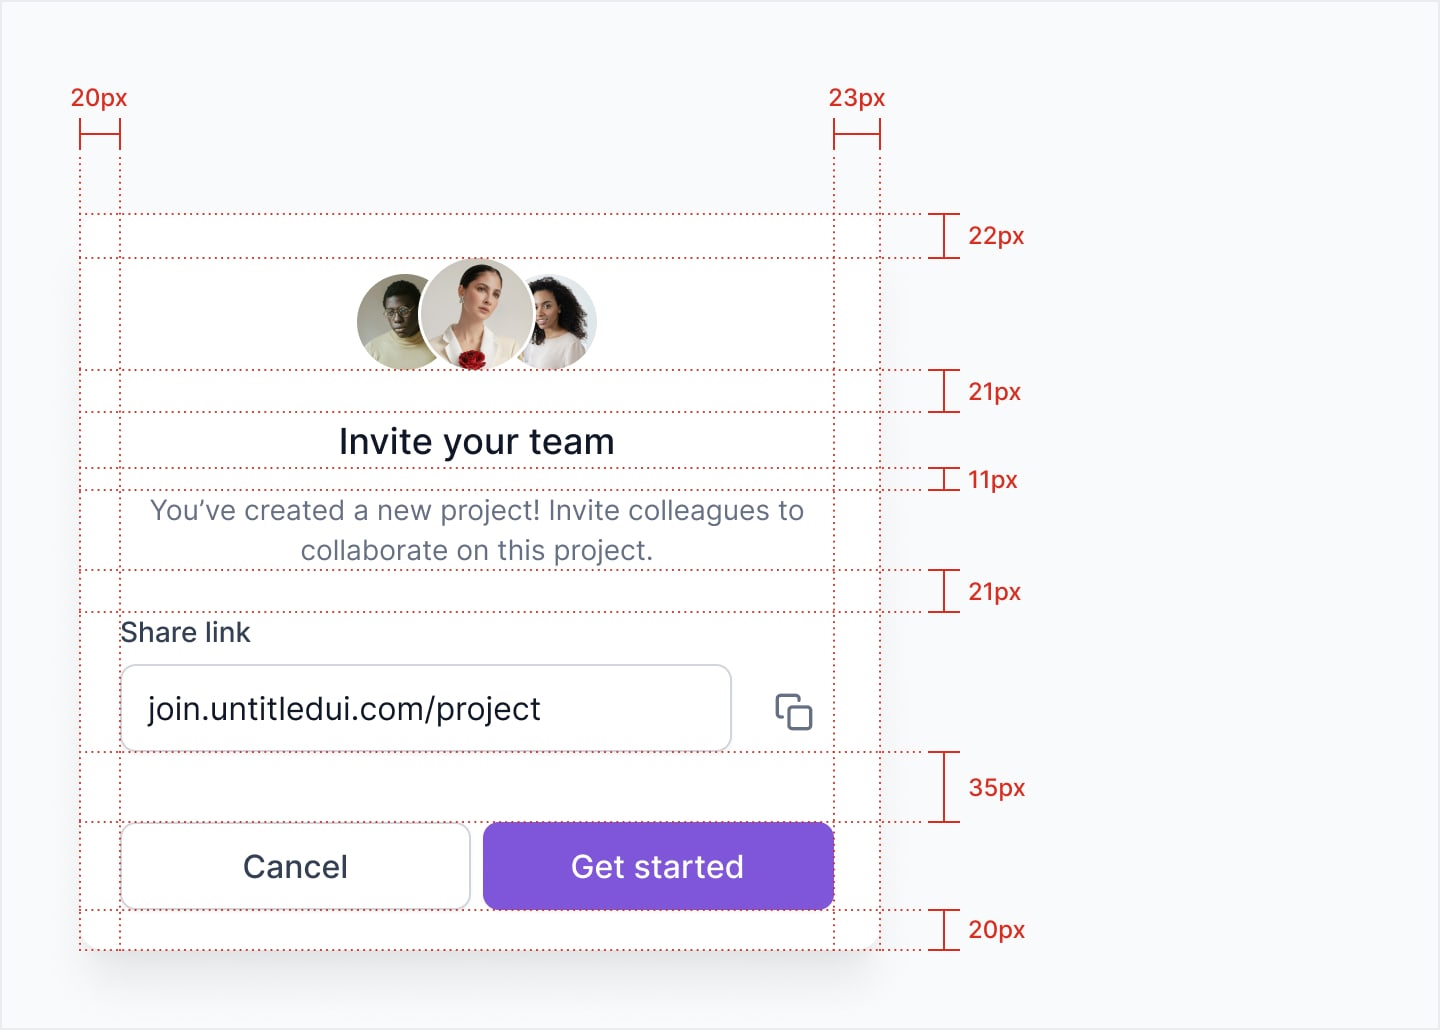 20px
23px
22px
21px
Invite your team
11px
You’ve created a new project! Invite colleagues to
collaborate on this project.
21px
Share link
join.untitledui.com/project
35px
Cancel
Get started
20px